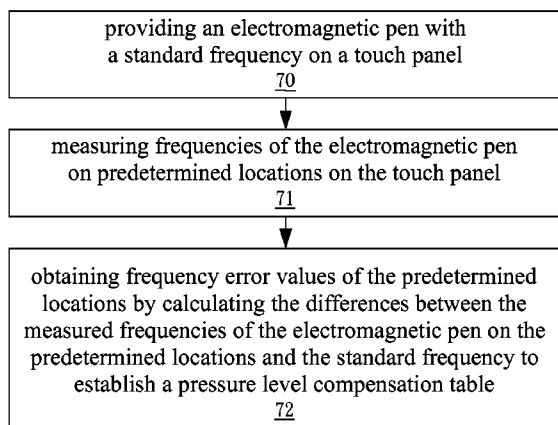 providing an electromagnetic pen with
a standard frequency on a touch panel
70
measuring frequencies of the electromagnetic pen
on predetermined locations on the touch panel
71
obtaining frequency error values of the predetermined
locations by calculating the differences between the
measured frequencies of the electromagnetic pen on the
predetermined locations and the standard frequency to
establish a pressure level compensation table
72